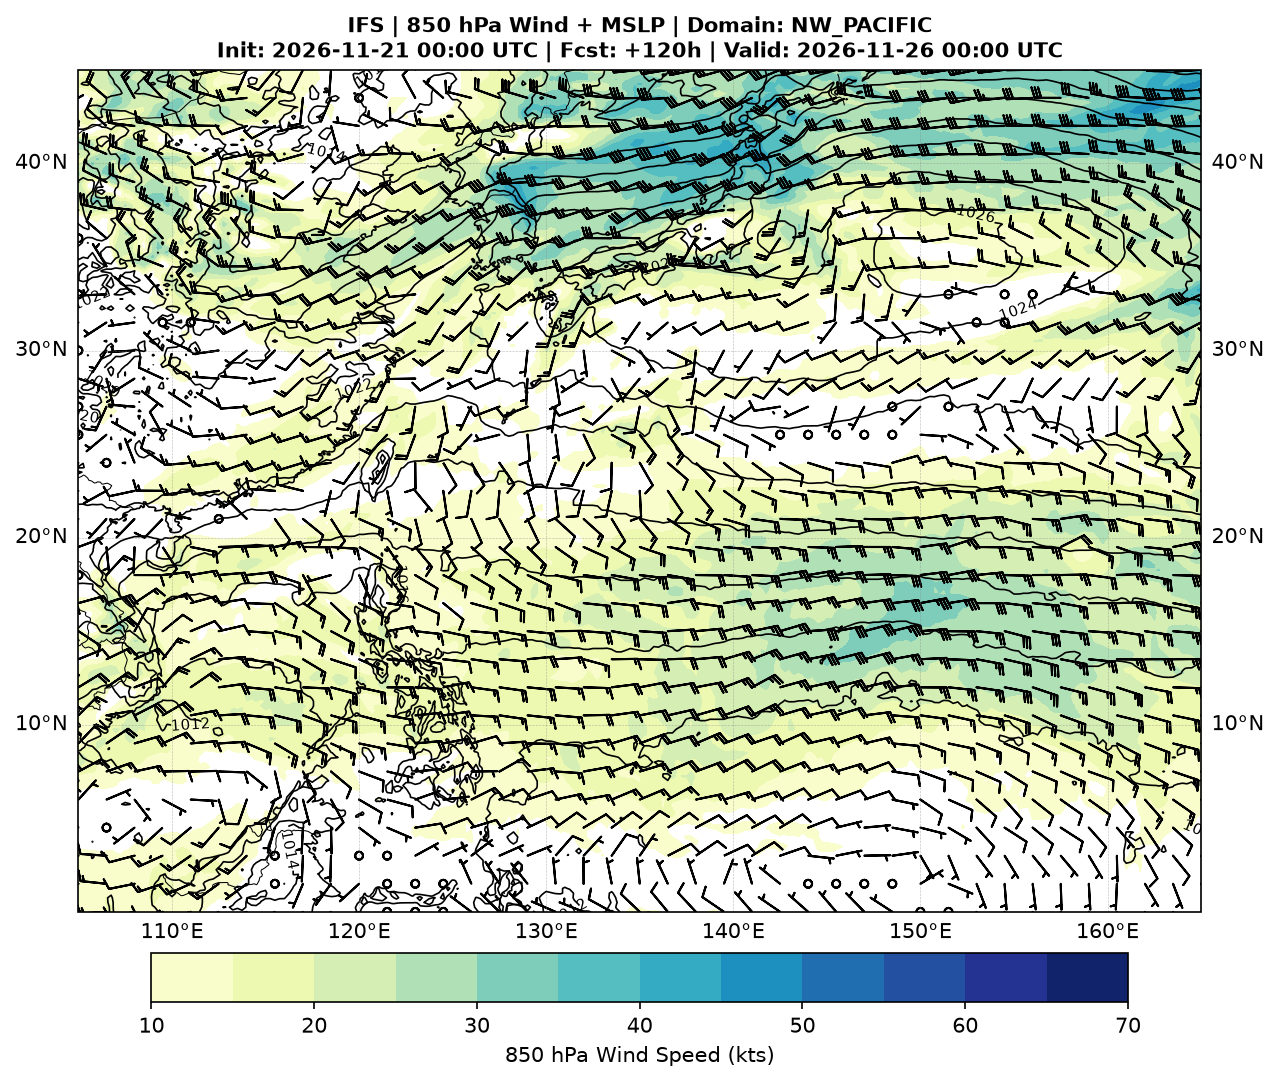 IFS | 850 hPa Wind + MSLP | Domain: NW_PACIFIC
Init: 2026-11-21 00:00 UTC | Fcst: +120h | Valid: 2026-11-26 00:00 UTC
40°N
40°N
1026
1024
30°N
30°N
1022
20°N
20°N
10°N
10°N
1012
1014
110°E
120°E
130°E
140°E
150°E
160°E
10
20
30
40
50
60
70
850 hPa Wind Speed (kts)